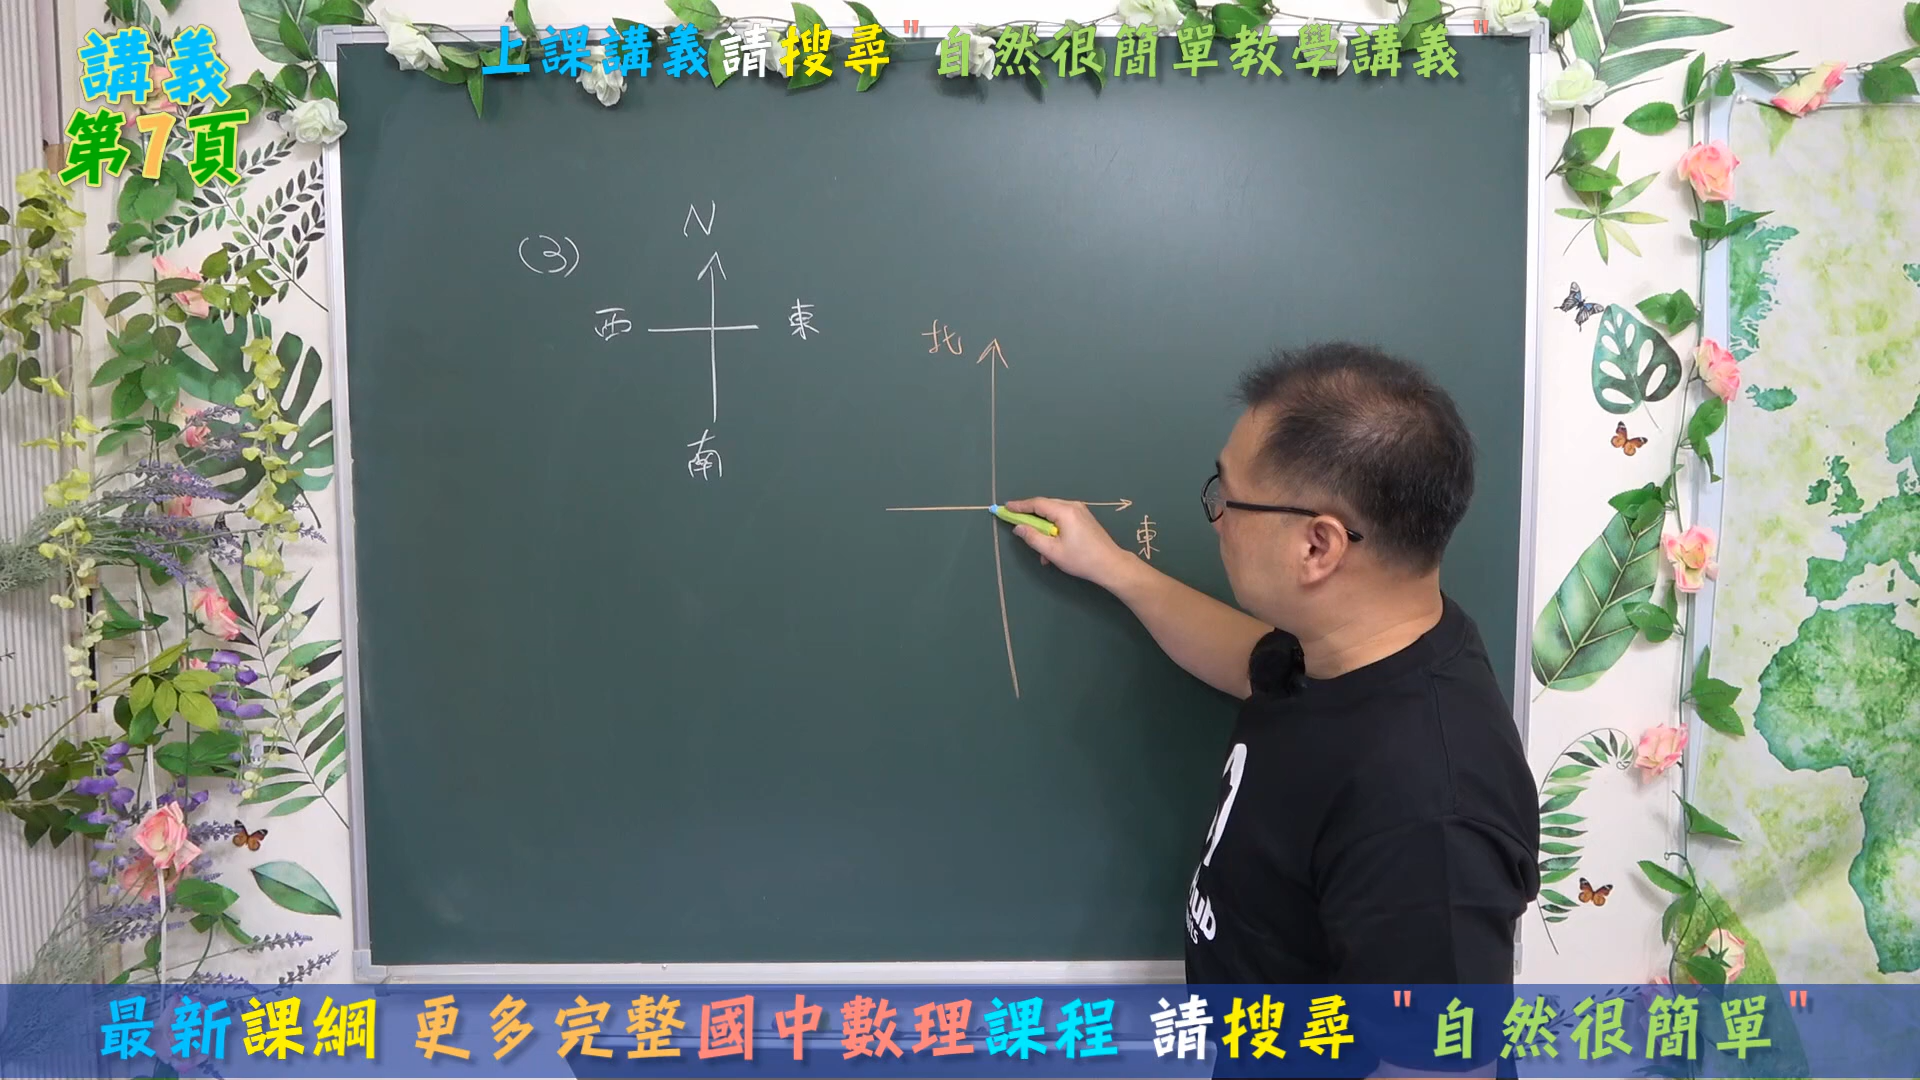 講義
第7頁
上課講義請搜尋"自然很簡單教學講義"
(3)
N
西
東
南
北
東
ub
最新課綱 更多完整國中數理課程 請搜尋 "自然很簡單"